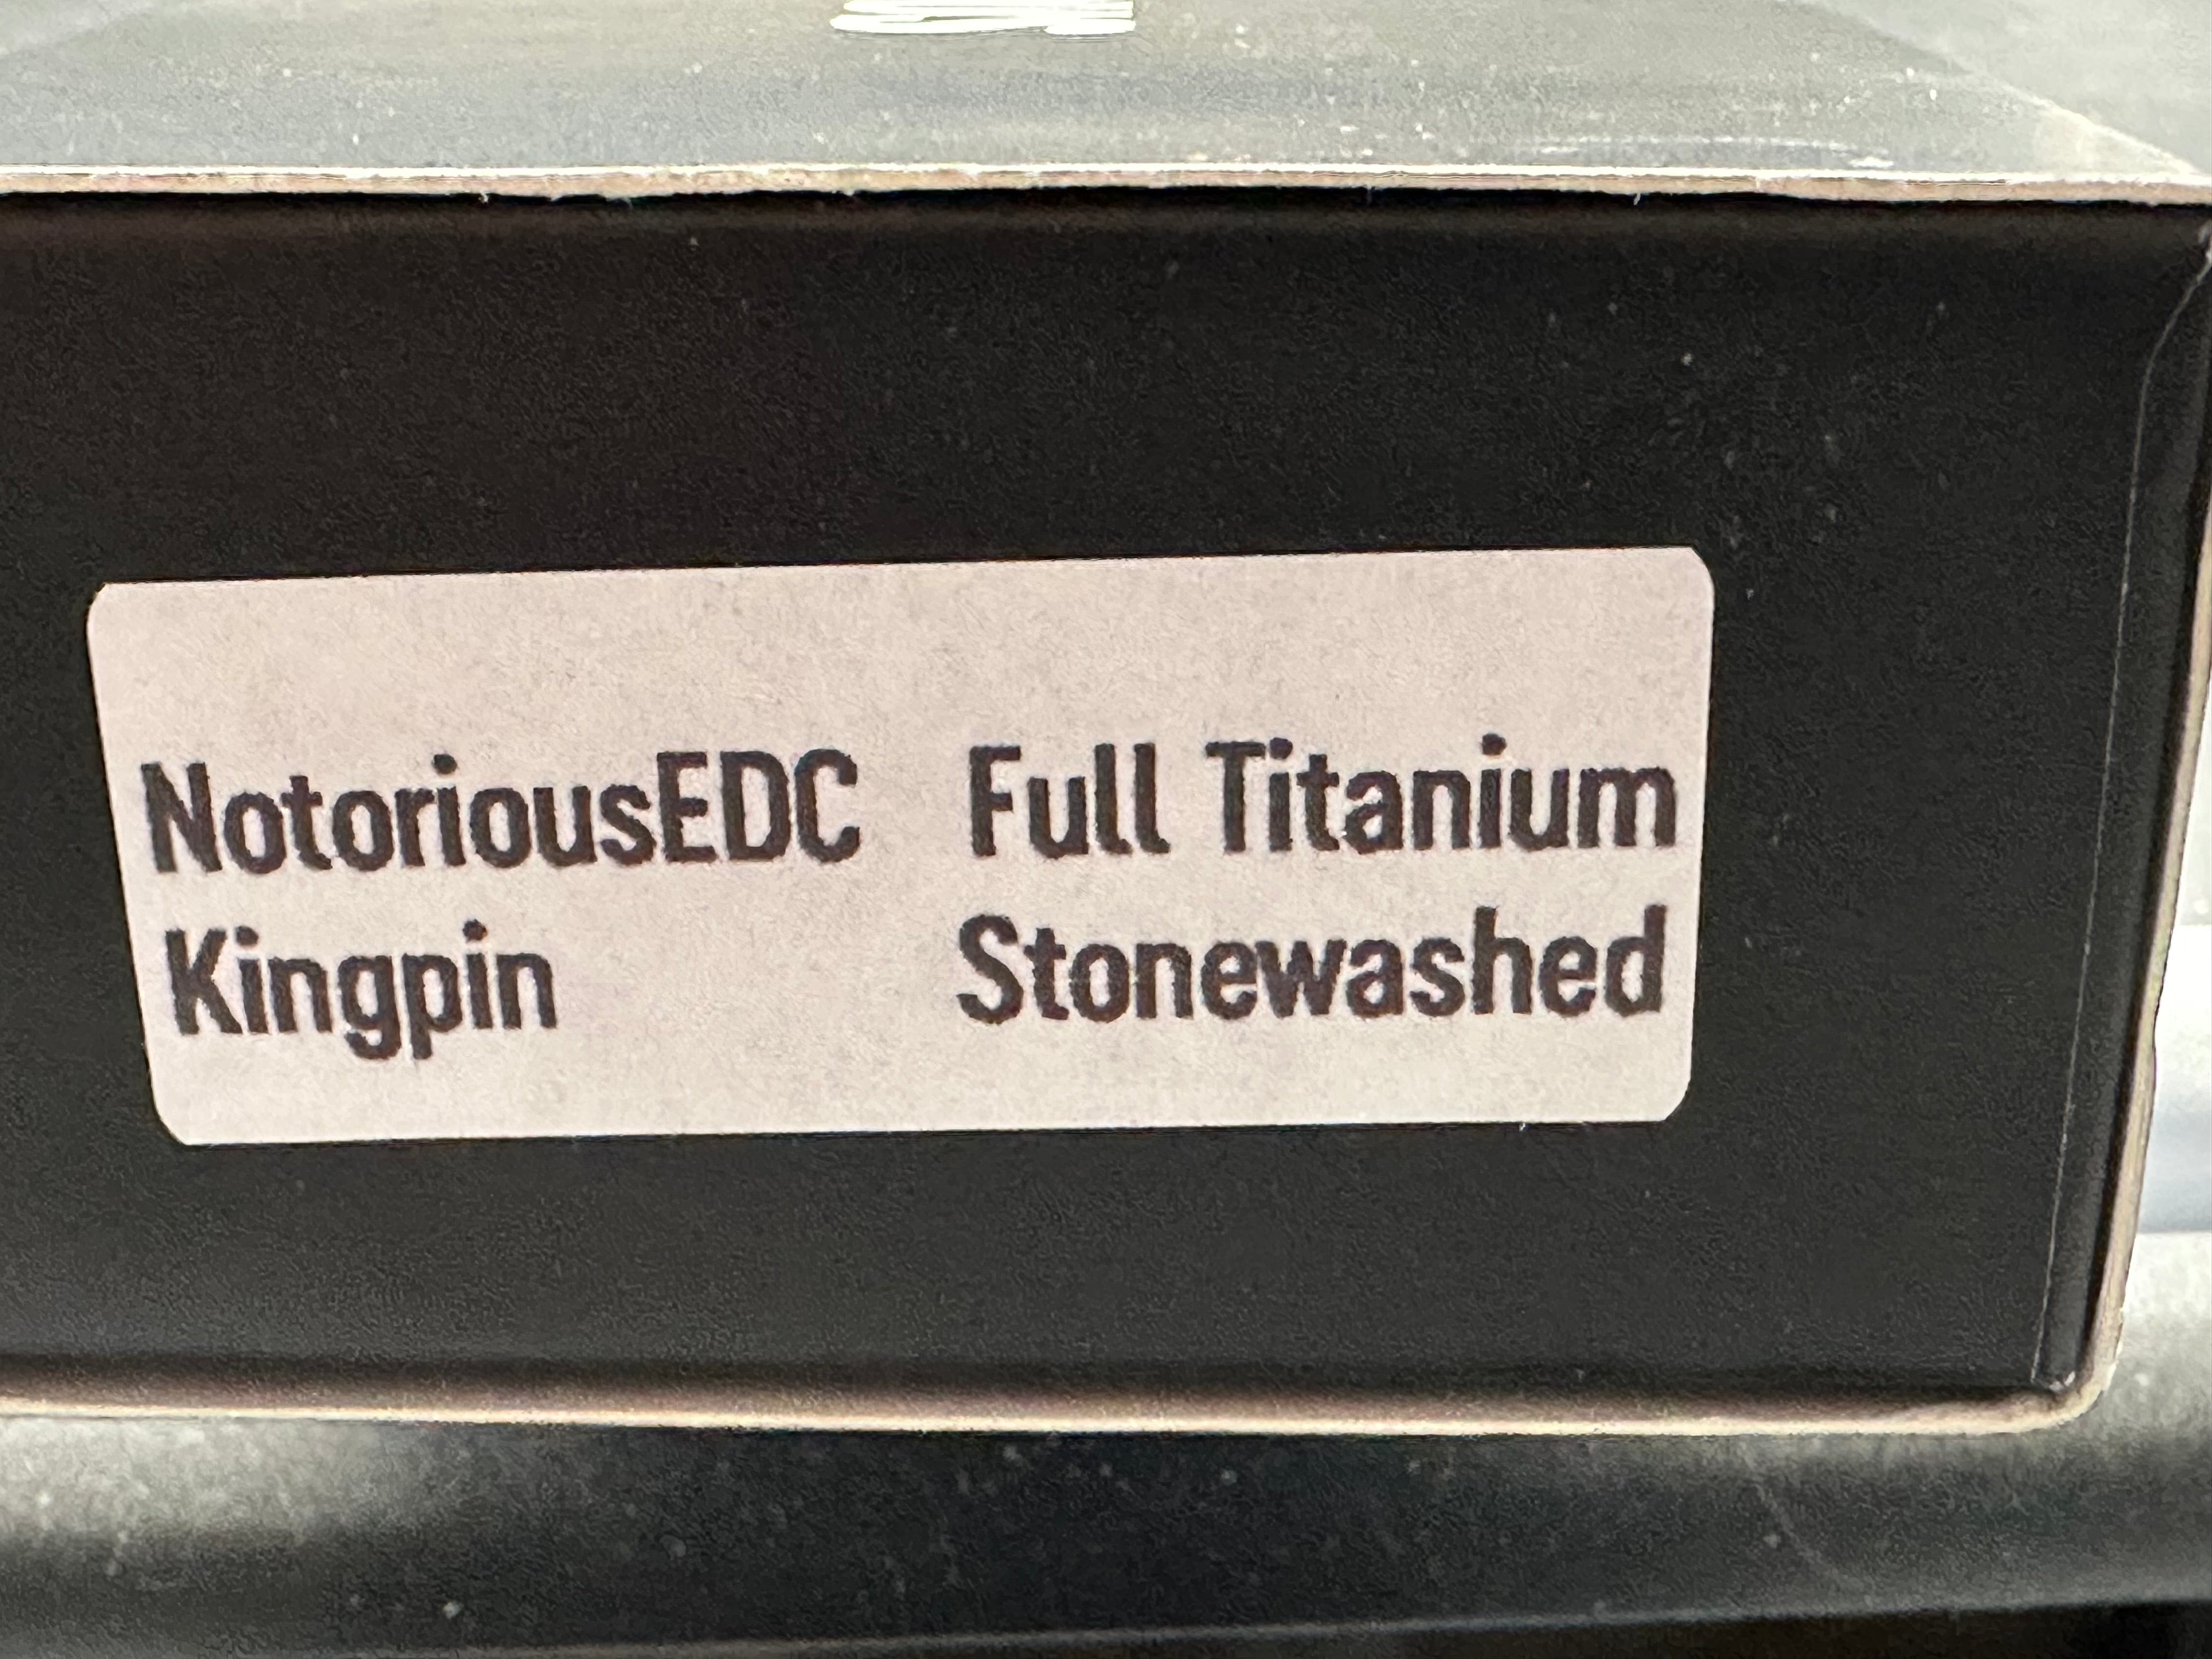 NotoriousEDC Full Titanium
Kingpin Stonewashed